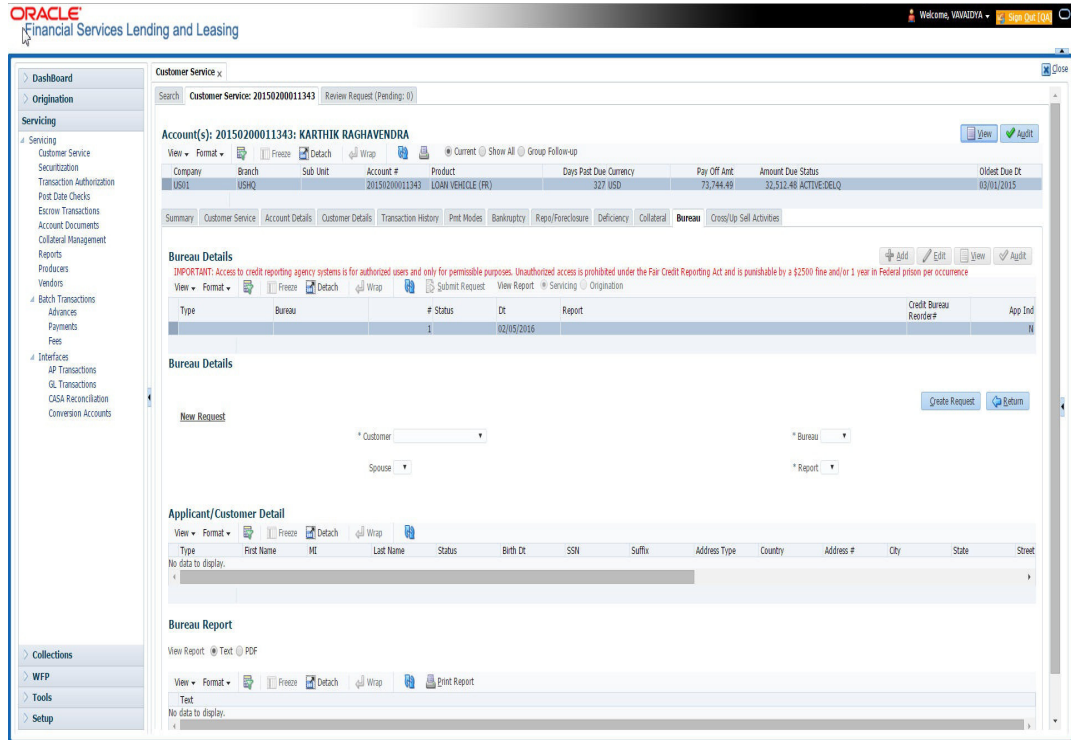 ORACLE'
Financial Services Lending and Leasing
Welcome, VAVAIDYA
Sign Out [QA
Close
DashBoard
Origination
Servicing
Servicing
Customer Service
Securitization
Transaction Authorization
Post Date Checks
Escrow Transactions
Account Documents
Collateral Management
Reports
Producers
Vendors
Batch Transactions
Advances
Payments
Fees
Interfaces
AP Transactions
GL Transactions
CASA Reconciliation
Conversion Accounts
Collections
WFP
Tools
Setup
Customer Service x
Search Customer Service: 20150200011343 Review Request (Pending: 0)
Account(s): 20150200011343: KARTHIK RAGHAVENDRA
View Audit
View Format Freeze Detach Wrap Current Show All Group Follow-up
Company Branch Sub Unit Account # Product Days Past Due Currency Pay Off Amt Amount Due Status Oldest Due Dt
US01 USHQ 20150200011343 LOAN VEHICLE (FR) 327 USD 73,744.49 32,512.48 ACTIVE:DELQ 03/01/2015
Summary Customer Service Account Details Customer Details Transaction History Pmt Modes Bankruptcy Repo/Foreclosure Deficiency Collateral Bureau Cross/Up Sell Activities
Bureau Details
Add Edit View Audit
IMPORTANT: Access to credit reporting agency systems is for authorized users and only for permissible purposes. Unauthorized access is prohibited under the Fair Credit Reporting Act and is punishable by a $2500 fine and/or 1 year in Federal prison per occurrence
View Format Freeze Detach Wrap Submit Request View Report Servicing Origination
Type Bureau # Status Dt Report Credit Bureau Reorder# App Ind
1 02/05/2016 N
Bureau Details
Create Request Return
New Request
* Customer * Bureau
Spouse * Report
Applicant/Customer Detail
View Format Freeze Detach Wrap
Type First Name MI Last Name Status Birth Dt SSN Suffix Address Type Country Address # City State Street
No data to display.
Bureau Report
View Report Text PDF
View Format Freeze Detach Wrap Print Report
Text
No data to display.